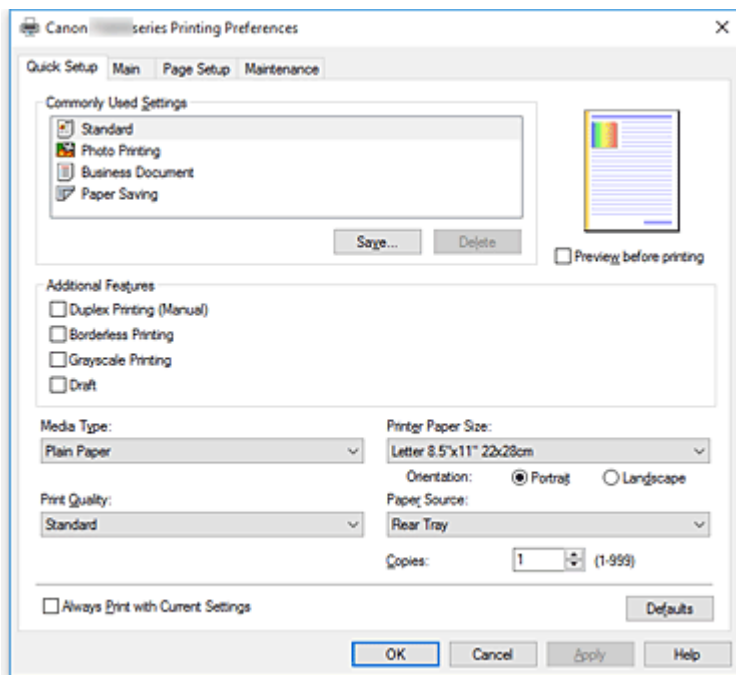 Canon series Printing Preferences
Quick Setup Main Page Setup Maintenance
Commonly Used Settings
Standard
Photo Printing
Business Document
Paper Saving
Save... Delete
Preview before printing
Additional Features
Duplex Printing (Manual)
Borderless Printing
Grayscale Printing
Draft
Media Type: Printer Paper Size:
Plain Paper Letter 8.5"x11" 22x28cm
Orientation: Portrait Landscape
Print Quality: Paper Source:
Standard Rear Tray
Copies: 1 (1-999)
Always Print with Current Settings Defaults
OK Cancel Apply Help